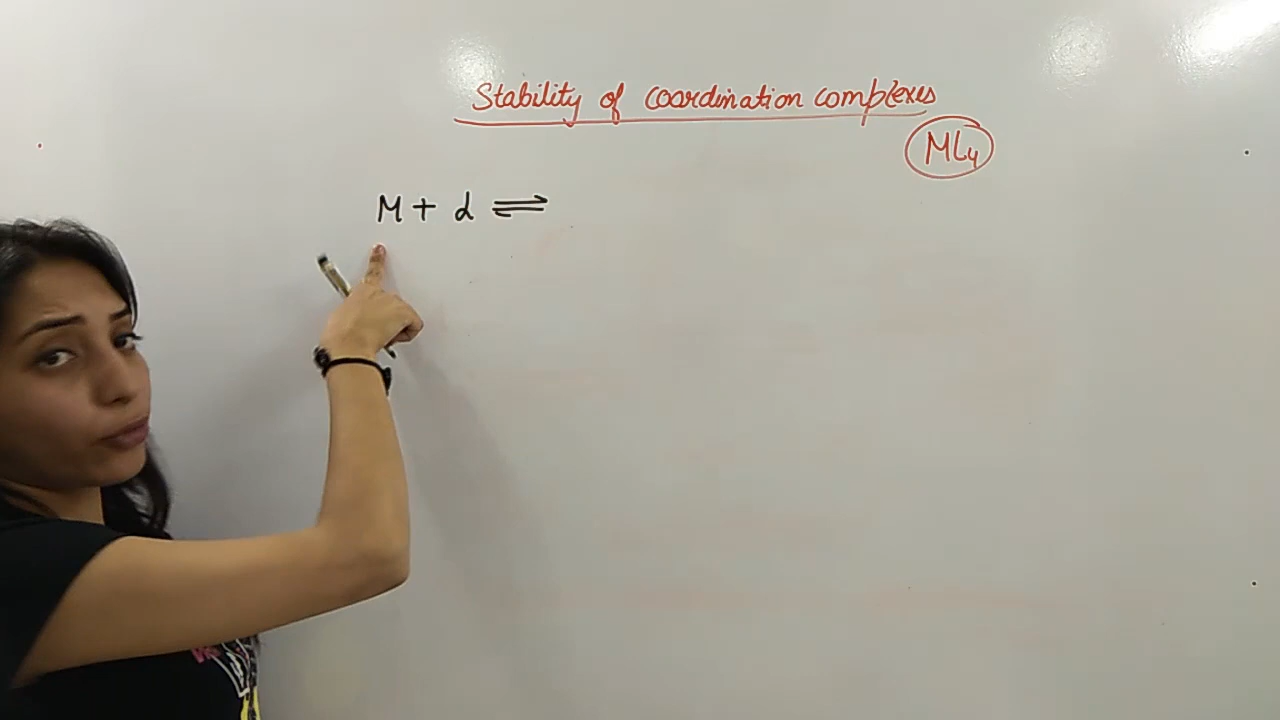 Stability of coordination complexes
ML₄
M + L ⇌